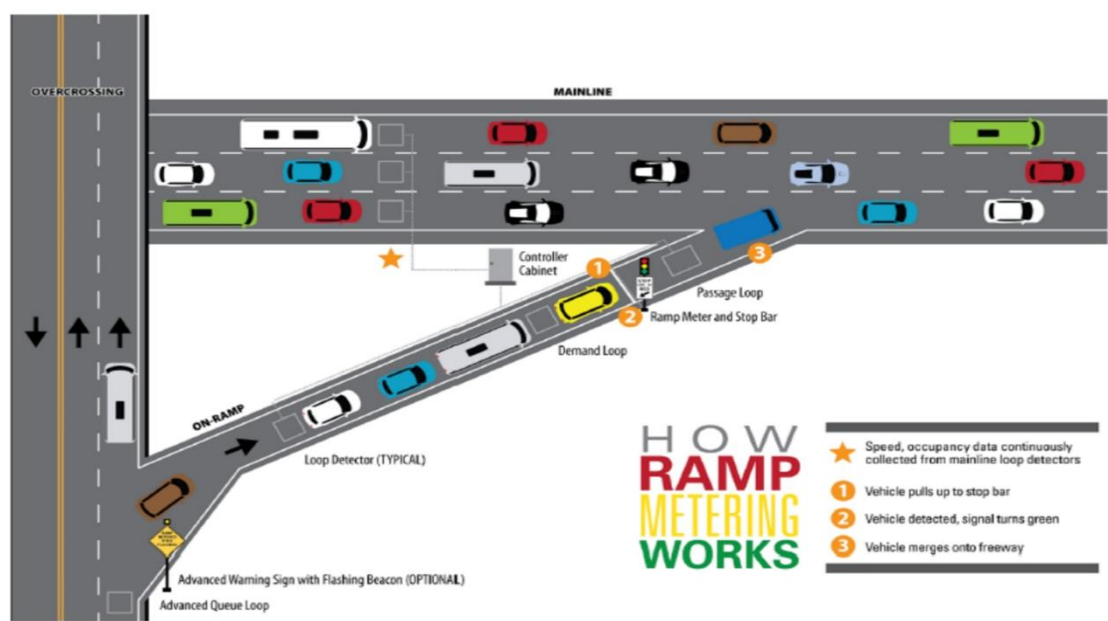 OVERCROSSING
MAINLINE
Controller
Cabinet
1
3
Passage Loop
2
Ramp Meter and Stop Bar
Demand Loop
ON-RAMP
Loop Detector (TYPICAL)
Advanced Warning Sign with Flashing Beacon (OPTIONAL)
Advanced Queue Loop
HOW
RAMP
METERING
WORKS
Speed, occupancy data continuously
collected from mainline loop detectors
1 Vehicle pulls up to stop bar
2 Vehicle detected, signal turns green
3 Vehicle merges onto freeway